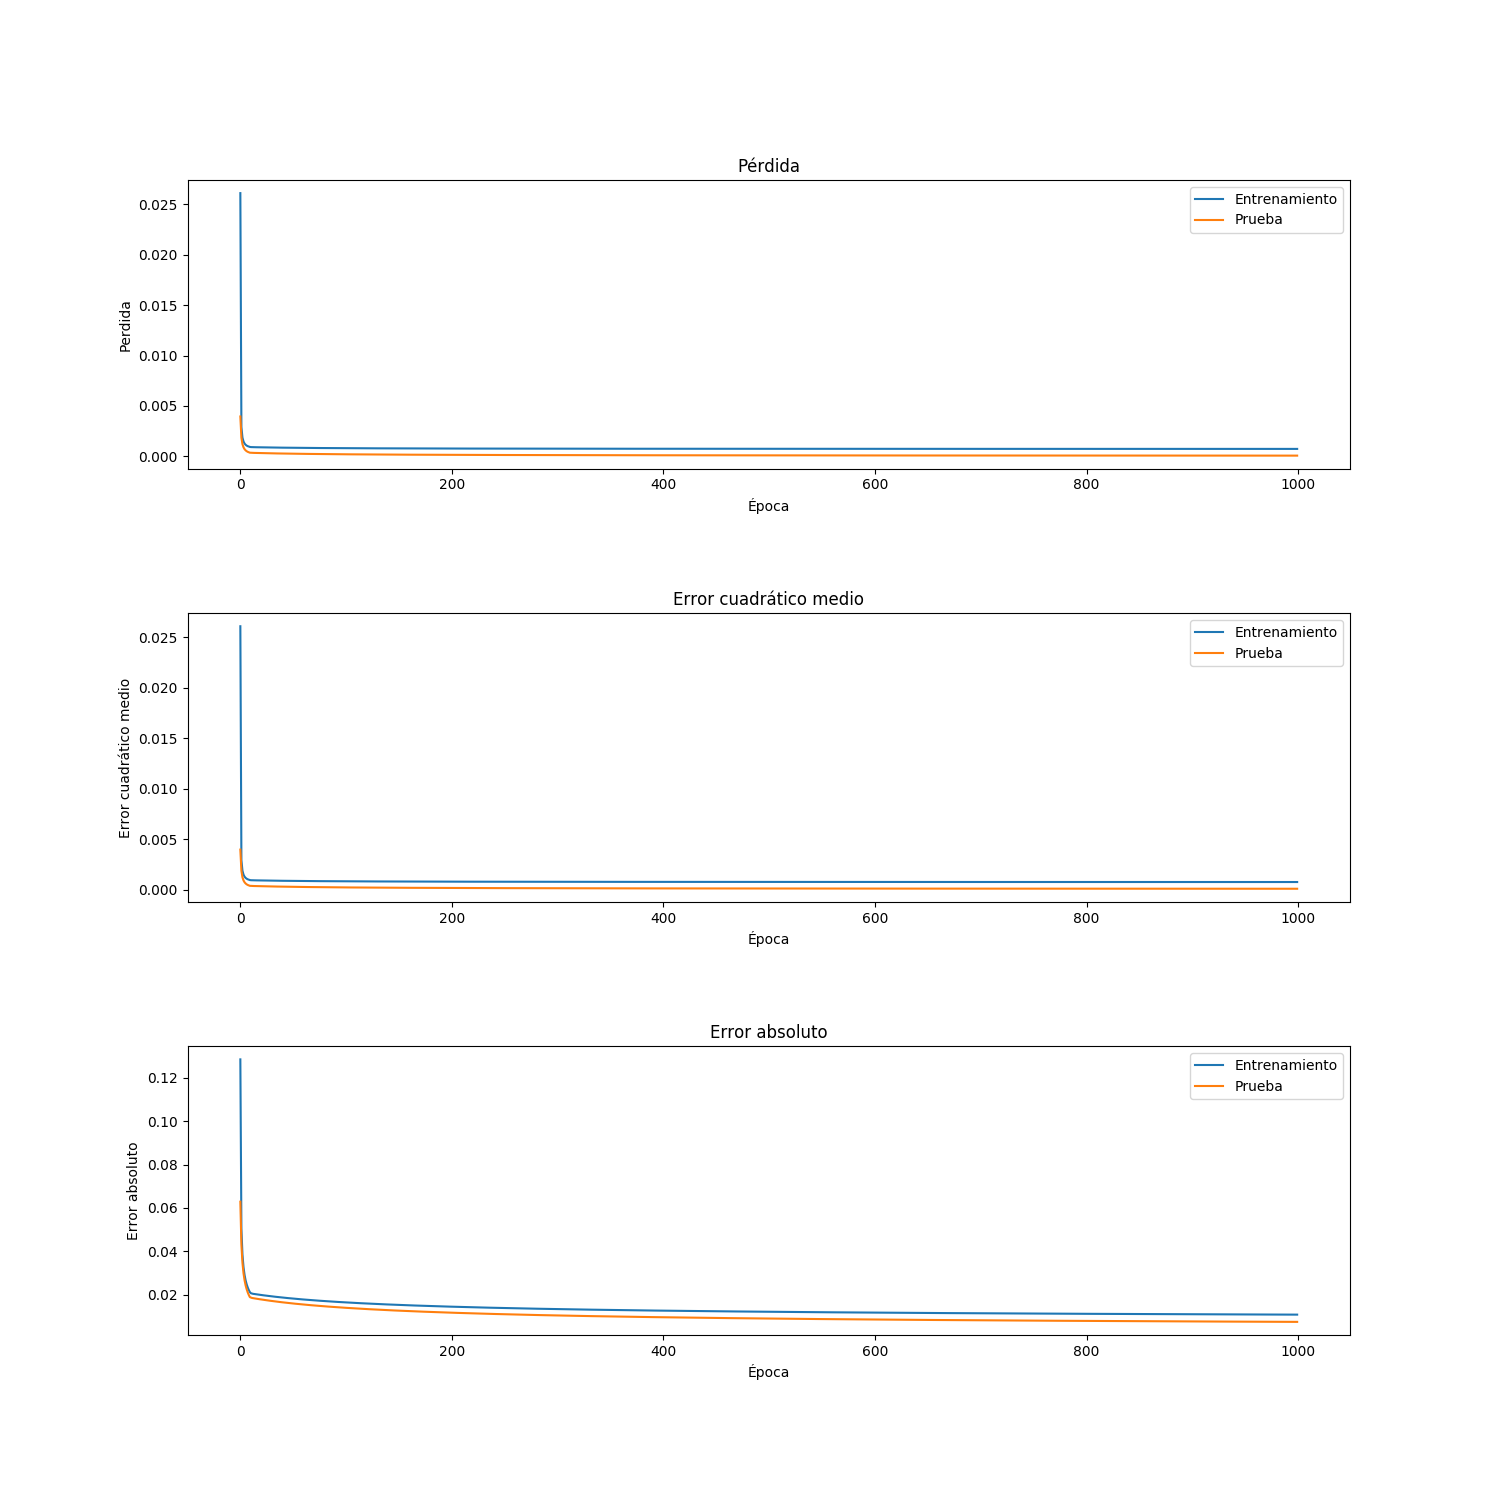 Pérdida
Perdida
0.025
0.020
0.015
0.010
0.005
0.000
Entrenamiento
Prueba
0 200 400 600 800 1000
Época
Error cuadrático medio
Error cuadrático medio
0.025
0.020
0.015
0.010
0.005
0.000
Entrenamiento
Prueba
0 200 400 600 800 1000
Época
Error absoluto
Error absoluto
0.12
0.10
0.08
0.06
0.04
0.02
Entrenamiento
Prueba
0 200 400 600 800 1000
Época